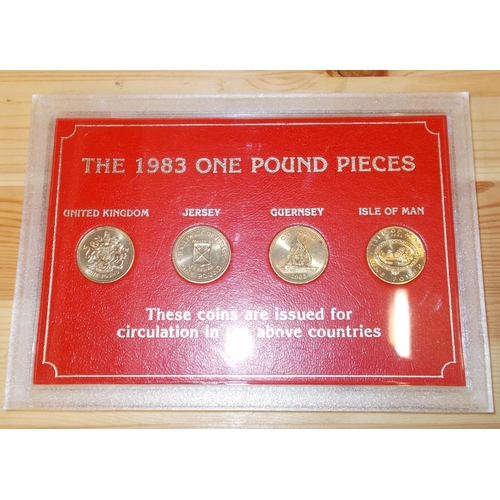 THE 1983 ONE POUND PIECES
UNITED KINGDOM JERSEY GUERNSEY ISLE OF MAN
These coins are issued for
circulation in the above countries